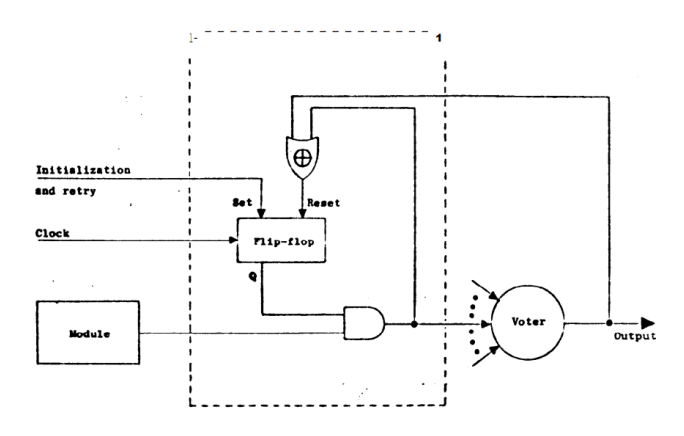 1
Initialization
and retry
Set
Reset
Clock
Flip-flop
Q
Module
Voter
Output